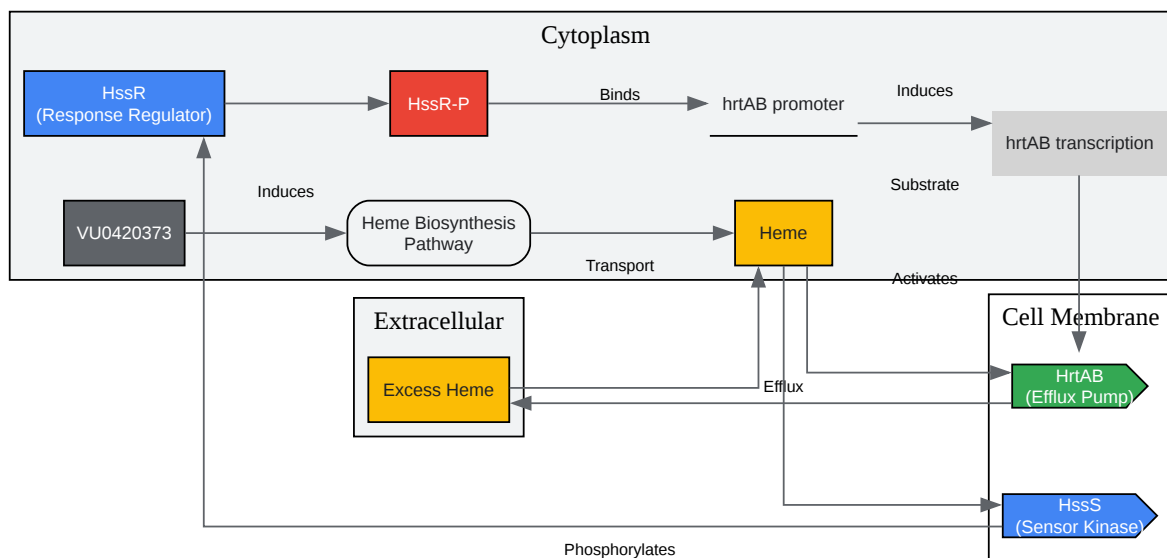 Cytoplasm
HssR
(Response Regulator)
HssR-P
Binds
hrtAB promoter
Induces
hrtAB transcription
Substrate
Induces
VU0420373
Heme Biosynthesis
Pathway
Heme
Transport
Activates
Extracellular
Cell Membrane
Excess Heme
Efflux
HrtAB
(Efflux Pump)
HssS
(Sensor Kinase)
Phosphorylates